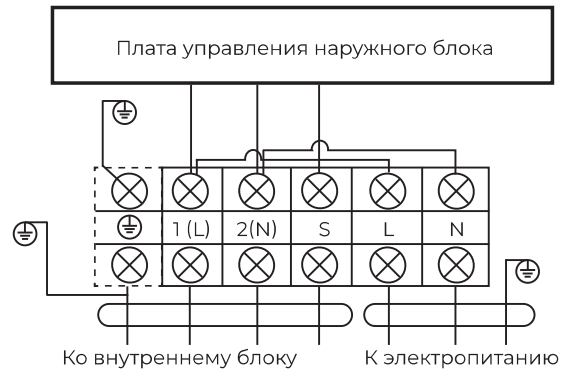 Плата управления наружного блока
1 (L) 2(N) S L N
Ко внутреннему блоку К электропитанию